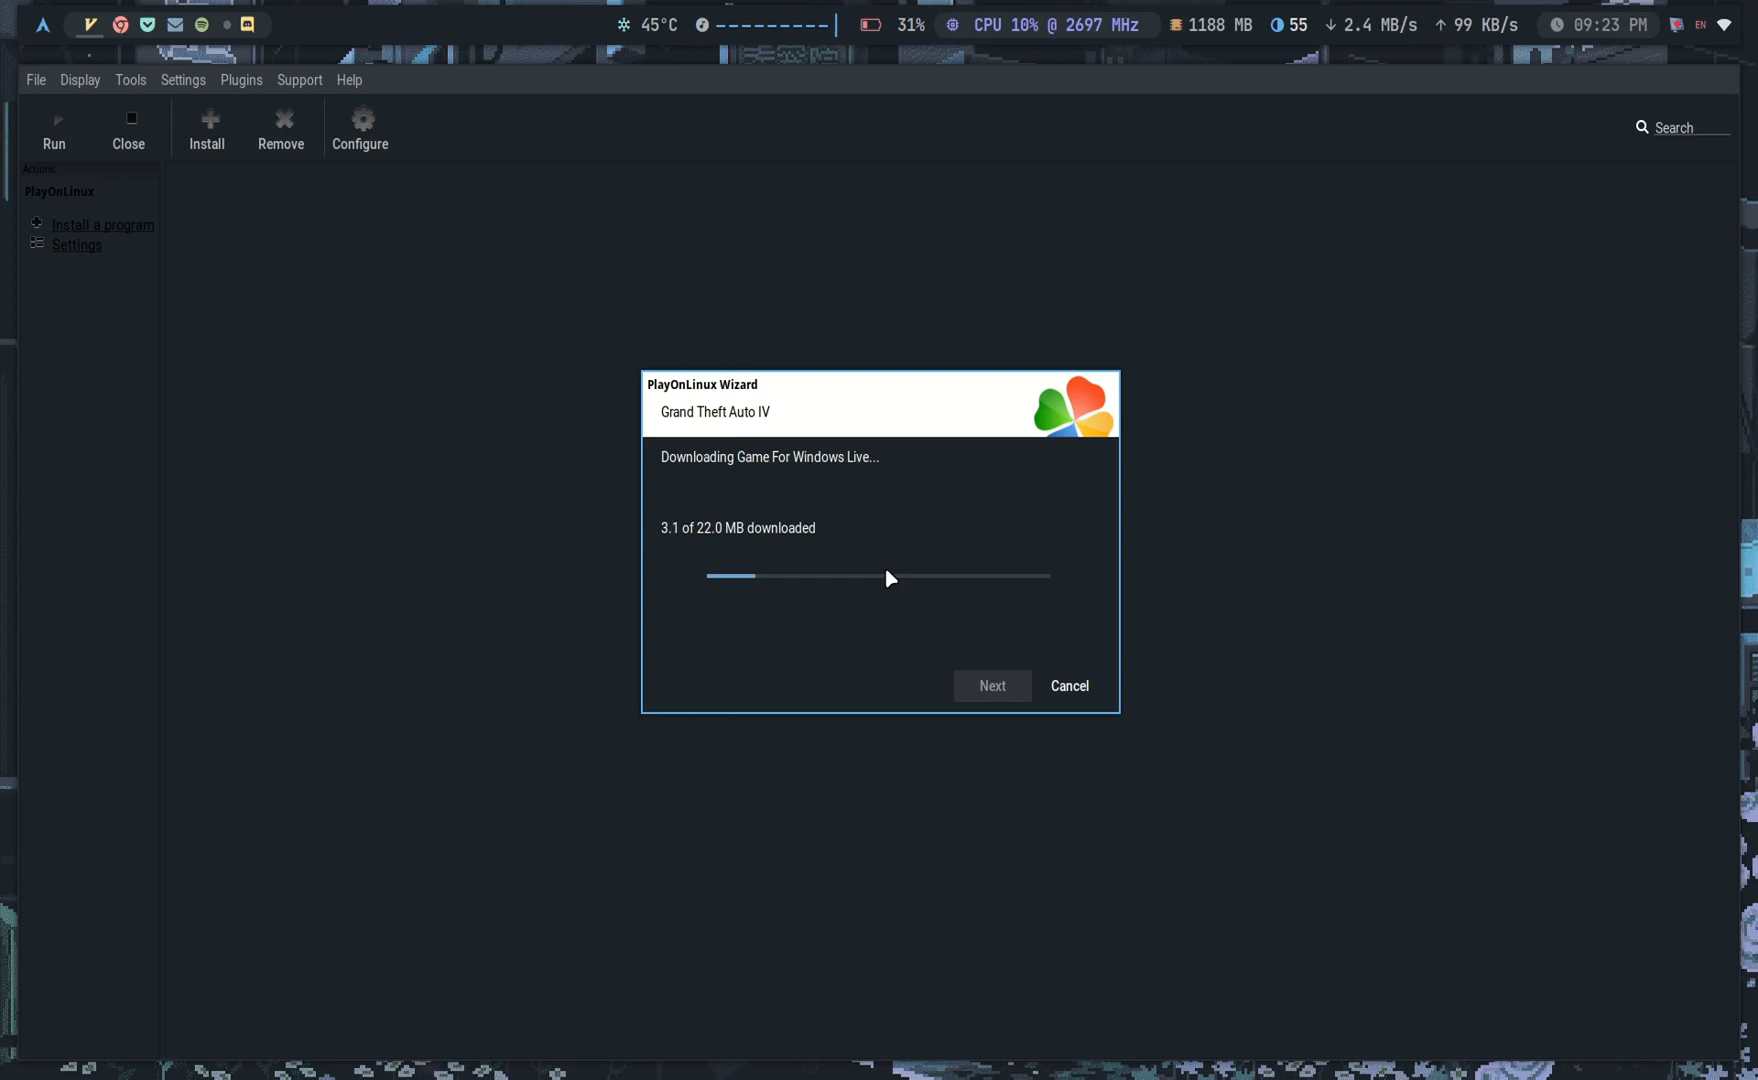 45°C 31% CPU 10% @ 2697 MHz 1188 MB 55 ↓ 2.4 MB/s ↑ 99 KB/s 09:23 PM EN
File Display Tools Settings Plugins Support Help
Run Close Install Remove Configure Search
Actions
PlayOnLinux
Install a program
Settings
PlayOnLinux Wizard
Grand Theft Auto IV
Downloading Game For Windows Live...
3.1 of 22.0 MB downloaded
Next Cancel